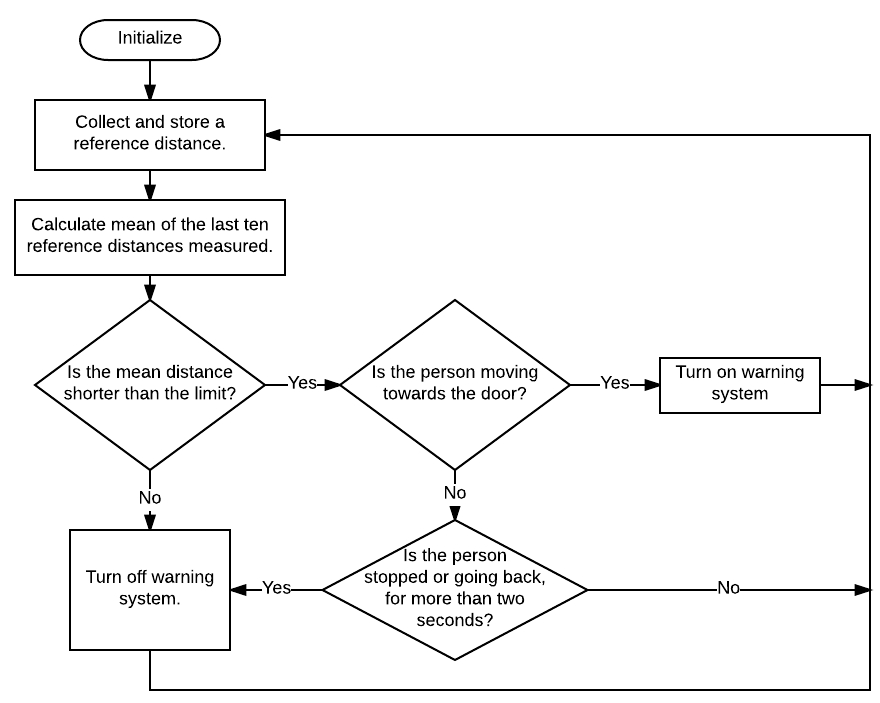 Initialize
Collect and store a
reference distance.
Calculate mean of the last ten
reference distances measured.
Is the mean distance
shorter than the limit?
Yes
Is the person moving
towards the door?
Yes
Turn on warning
system
No
No
Turn off warning
system.
Yes
Is the person
stopped or going back,
for more than two
seconds?
No